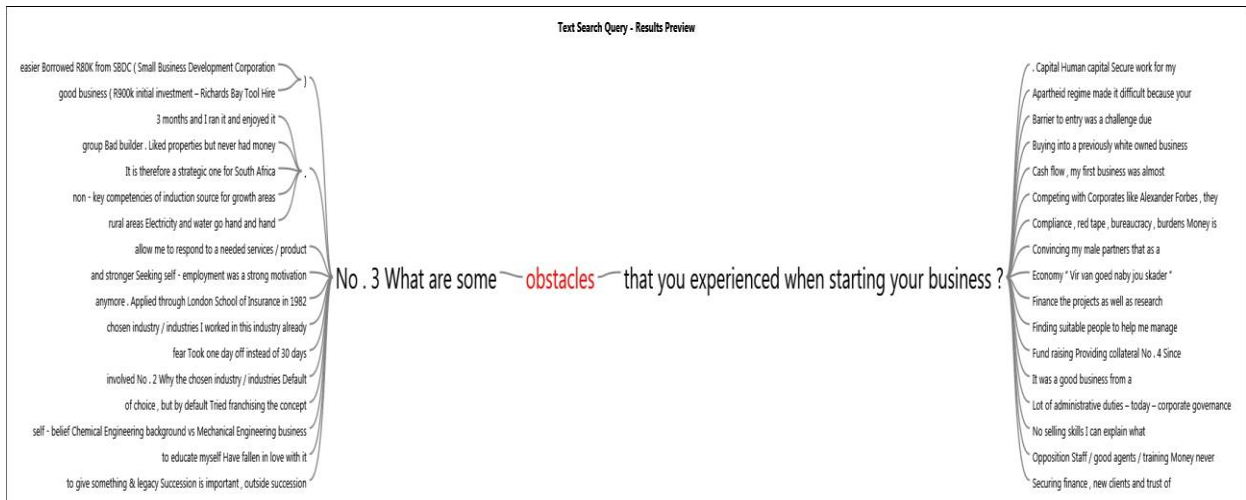 Text Search Query - Results Preview
easier Borrowed R80K from SBDC ( Small Business Development Corporation
good business ( R900k initial investment – Richards Bay Tool Hire
)
3 months and I ran it and enjoyed it
group Bad builder . Liked properties but never had money
It is therefore a strategic one for South Africa
non - key competencies of induction source for growth areas
rural areas Electricity and water go hand and hand
.
allow me to respond to a needed services / product
and stronger Seeking self - employment was a strong motivation
anymore . Applied through London School of Insurance in 1982
chosen industry / industries I worked in this industry already
fear Took one day off instead of 30 days
involved No . 2 Why the chosen industry / industries Default
of choice , but by default Tried franchising the concept
self - belief Chemical Engineering background vs Mechanical Engineering business
to educate myself Have fallen in love with it
to give something & legacy Succession is important , outside succession
No . 3 What are some obstacles that you experienced when starting your business ?
. Capital Human capital Secure work for my
Apartheid regime made it difficult because your
Barrier to entry was a challenge due
Buying into a previously white owned business
Cash flow , my first business was almost
Competing with Corporates like Alexander Forbes , they
Compliance , red tape , bureaucracy , burdens Money is
Convincing my male partners that as a
Economy “ Vir van goed naby jou skader ”
Finance the projects as well as research
Finding suitable people to help me manage
Fund raising Providing collateral No . 4 Since
It was a good business from a
Lot of administrative duties – today – corporate governance
No selling skills I can explain what
Opposition Staff / good agents / training Money never
Securing finance , new clients and trust of